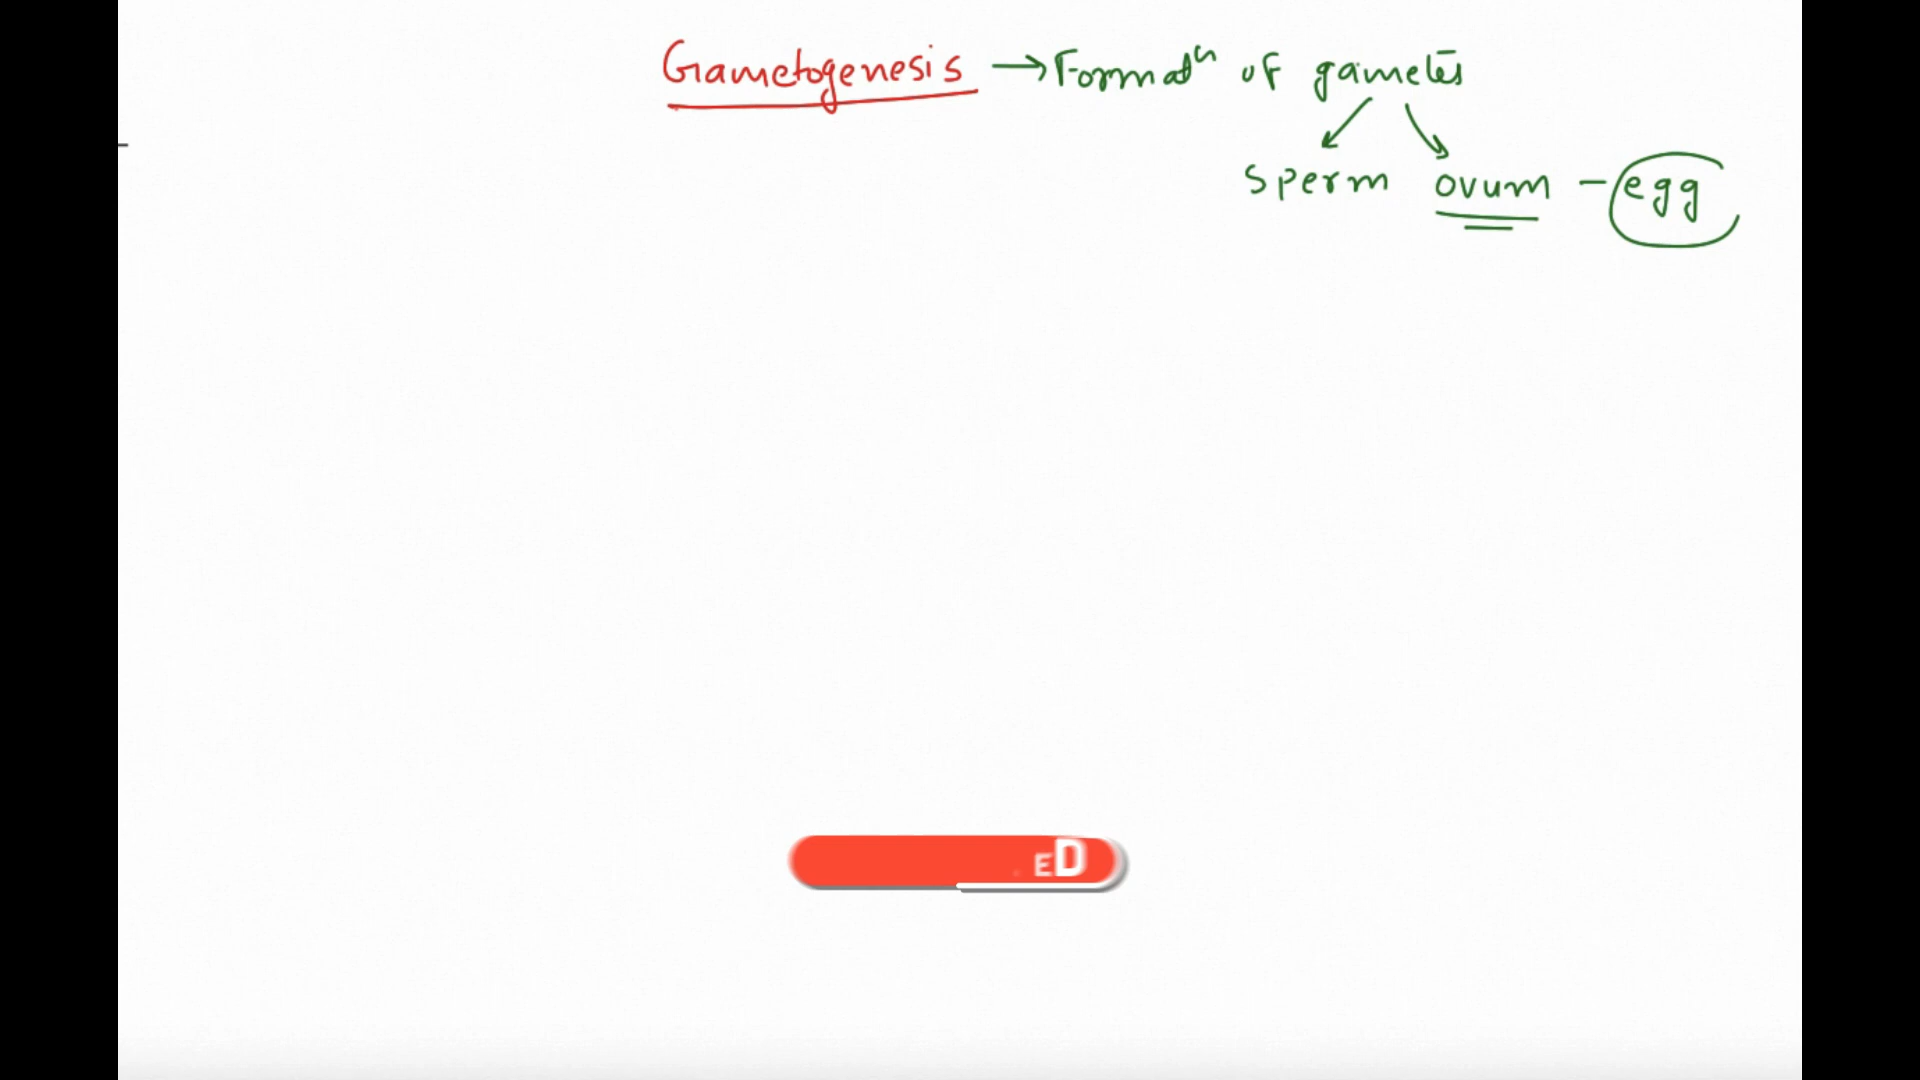 Gametogenesis → Formatⁿ of gametes
sperm ovum - egg
ED